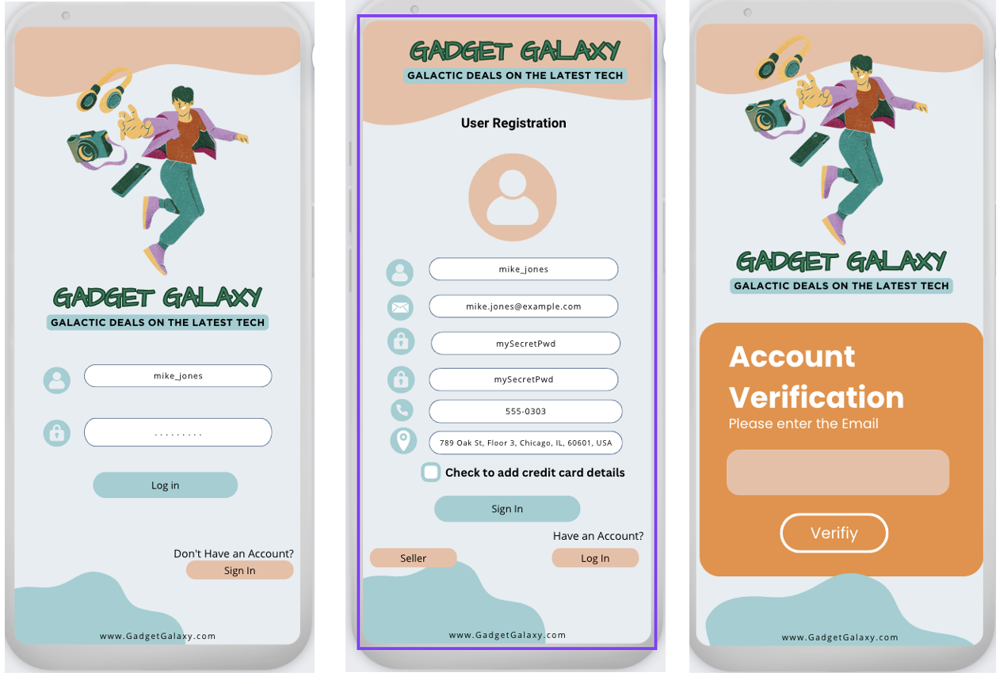 GADGET GALAXY
GALACTIC DEALS ON THE LATEST TECH
mike_jones
.........
Log in
Don't Have an Account?
Sign In
www.GadgetGalaxy.com
GADGET GALAXY
GALACTIC DEALS ON THE LATEST TECH
User Registration
mike_jones
mike.jones@example.com
mySecretPwd
mySecretPwd
555-0303
789 Oak St, Floor 3, Chicago, IL, 60601, USA
Check to add credit card details
Sign In
Have an Account?
Seller
Log In
www.GadgetGalaxy.com
GADGET GALAXY
GALACTIC DEALS ON THE LATEST TECH
Account
Verification
Please enter the Email
Verifiy
www.GadgetGalaxy.com